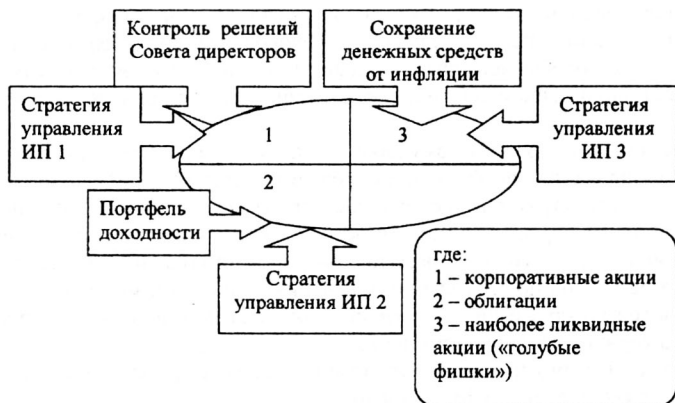 Контроль решений
Совета директоров
Сохранение
денежных средств
от инфляции
Стратегия
управления
ИП 1
1
3
Стратегия
управления
ИП 3
2
Портфель
доходности
Стратегия
управления ИП 2
где:
1 – корпоративные акции
2 – облигации
3 – наиболее ликвидные
акции («голубые
фишки»)